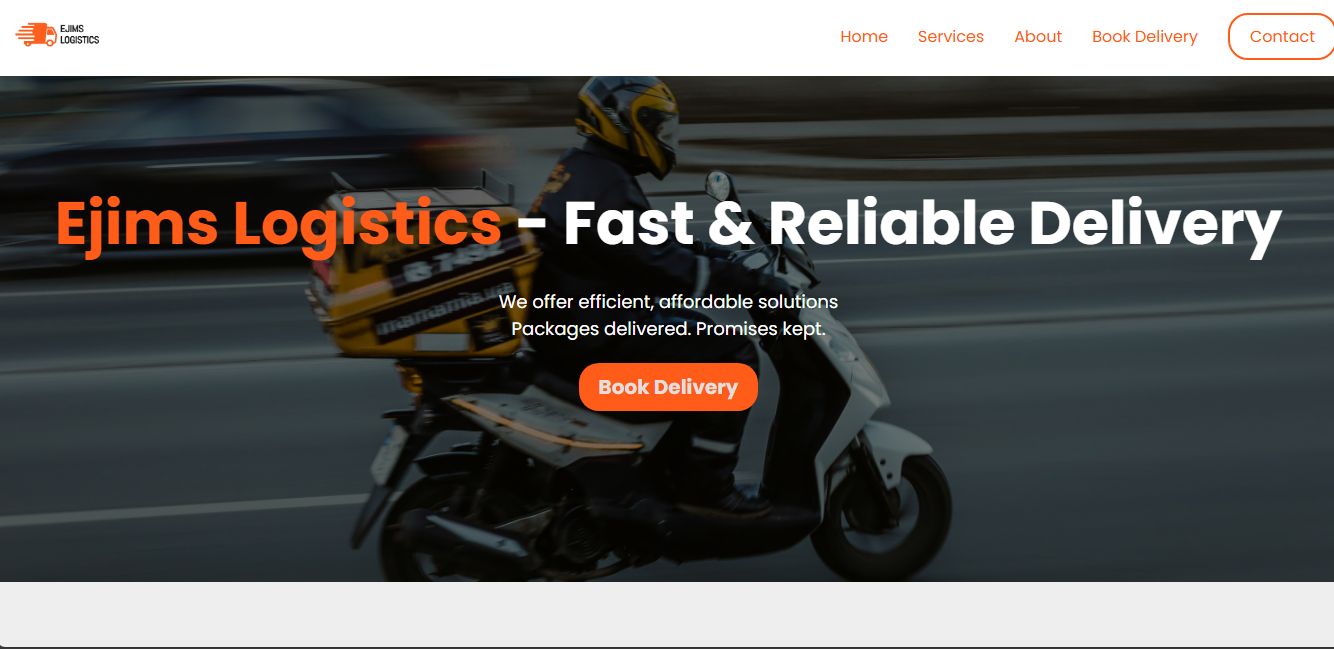 EJIMS
LOGISTICS
Home Services About Book Delivery Contact
Ejims Logistics - Fast & Reliable Delivery
We offer efficient, affordable solutions
Packages delivered. Promises kept.
Book Delivery